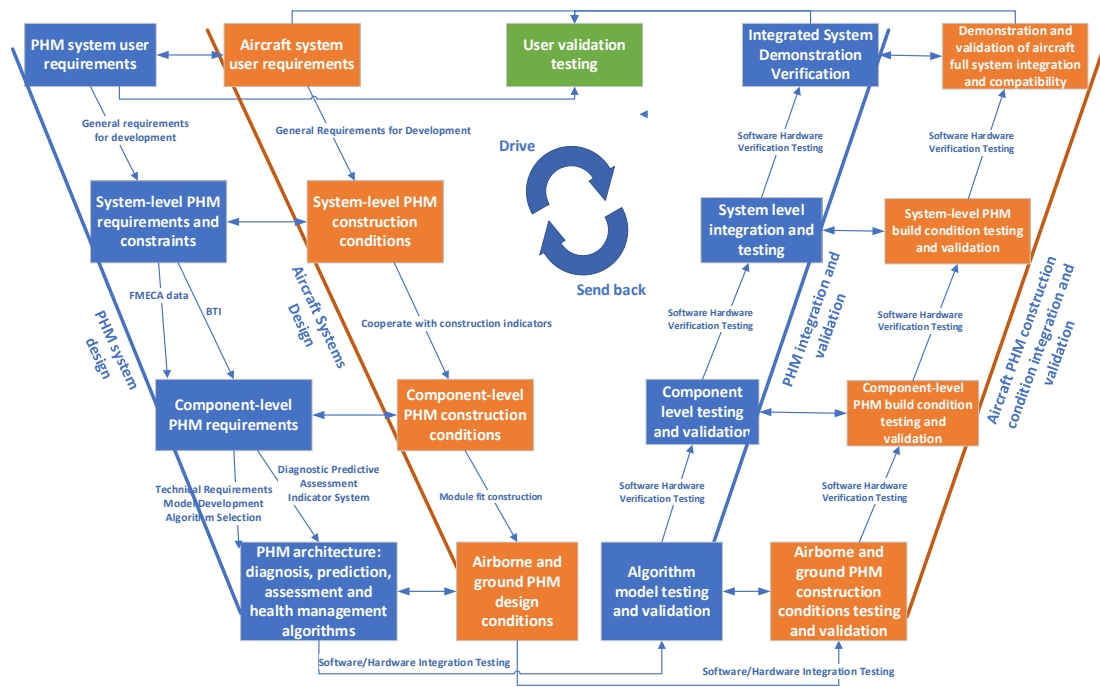 PHM system user
requirements
Aircraft system
user requirements
User validation
testing
Integrated System
Demonstration
Verification
Demonstration and
validation of aircraft
full system integration
and compatibility
General requirements
for development
General Requirements for Development
Drive
Software Hardware
Verification Testing
Software Hardware
Verification Testing
System-level PHM
requirements and
constraints
System-level PHM
construction
conditions
System level
integration and
testing
System-level PHM
build condition testing
and validation
Send back
FMECA data
BTI
PHM system
design
Aircraft Systems
Design
Cooperate with construction indicators
Software Hardware
Verification Testing
PHM integration and
validation
Software Hardware
Verification Testing
Aircraft PHM construction
condition integration and
validation
Component-level
PHM requirements
Component-level
PHM construction
conditions
Component
level testing
and validation
Component-level
PHM build condition
testing and
validation
Technical Requirements
Model Development
Algorithm Selection
Diagnostic Predictive
Assessment
Indicator System
Module fit construction
Software Hardware
Verification Testing
Software Hardware
Verification Testing
PHM architecture:
diagnosis, prediction,
assessment and
health management
algorithms
Airborne and
ground PHM
design
conditions
Algorithm
model testing
and validation
Airborne and
ground PHM
construction
conditions testing
and validation
Software/Hardware Integration Testing
Software/Hardware Integration Testing